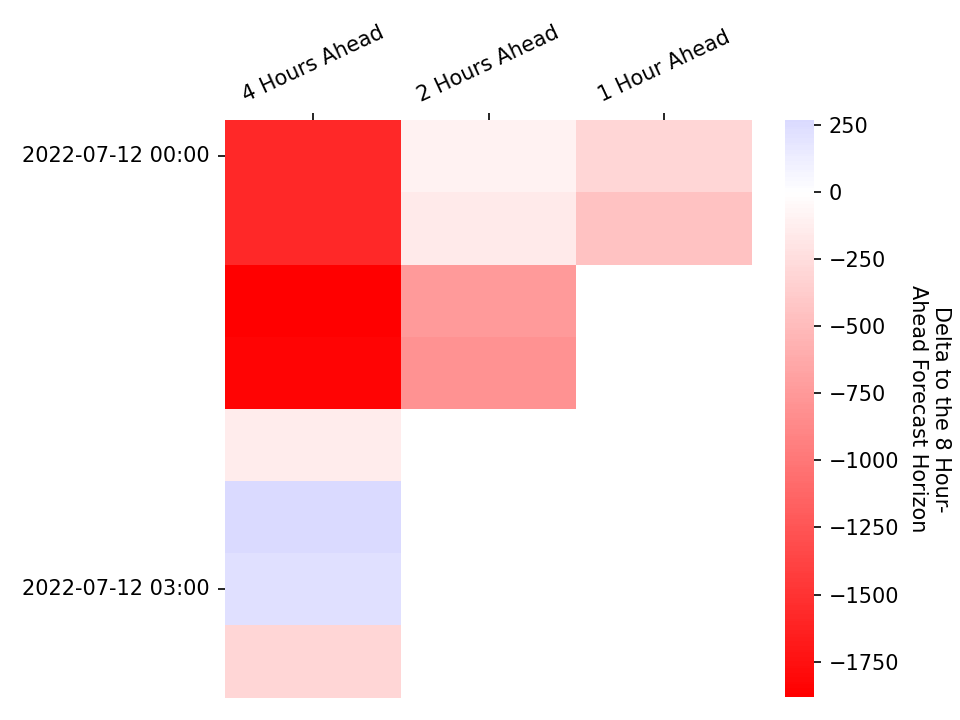 4 Hours Ahead
2 Hours Ahead
1 Hour Ahead
2022-07-12 00:00
2022-07-12 03:00
250
0
−250
−500
−750
−1000
−1250
−1500
−1750
Delta to the 8 Hour-
Ahead Forecast Horizon